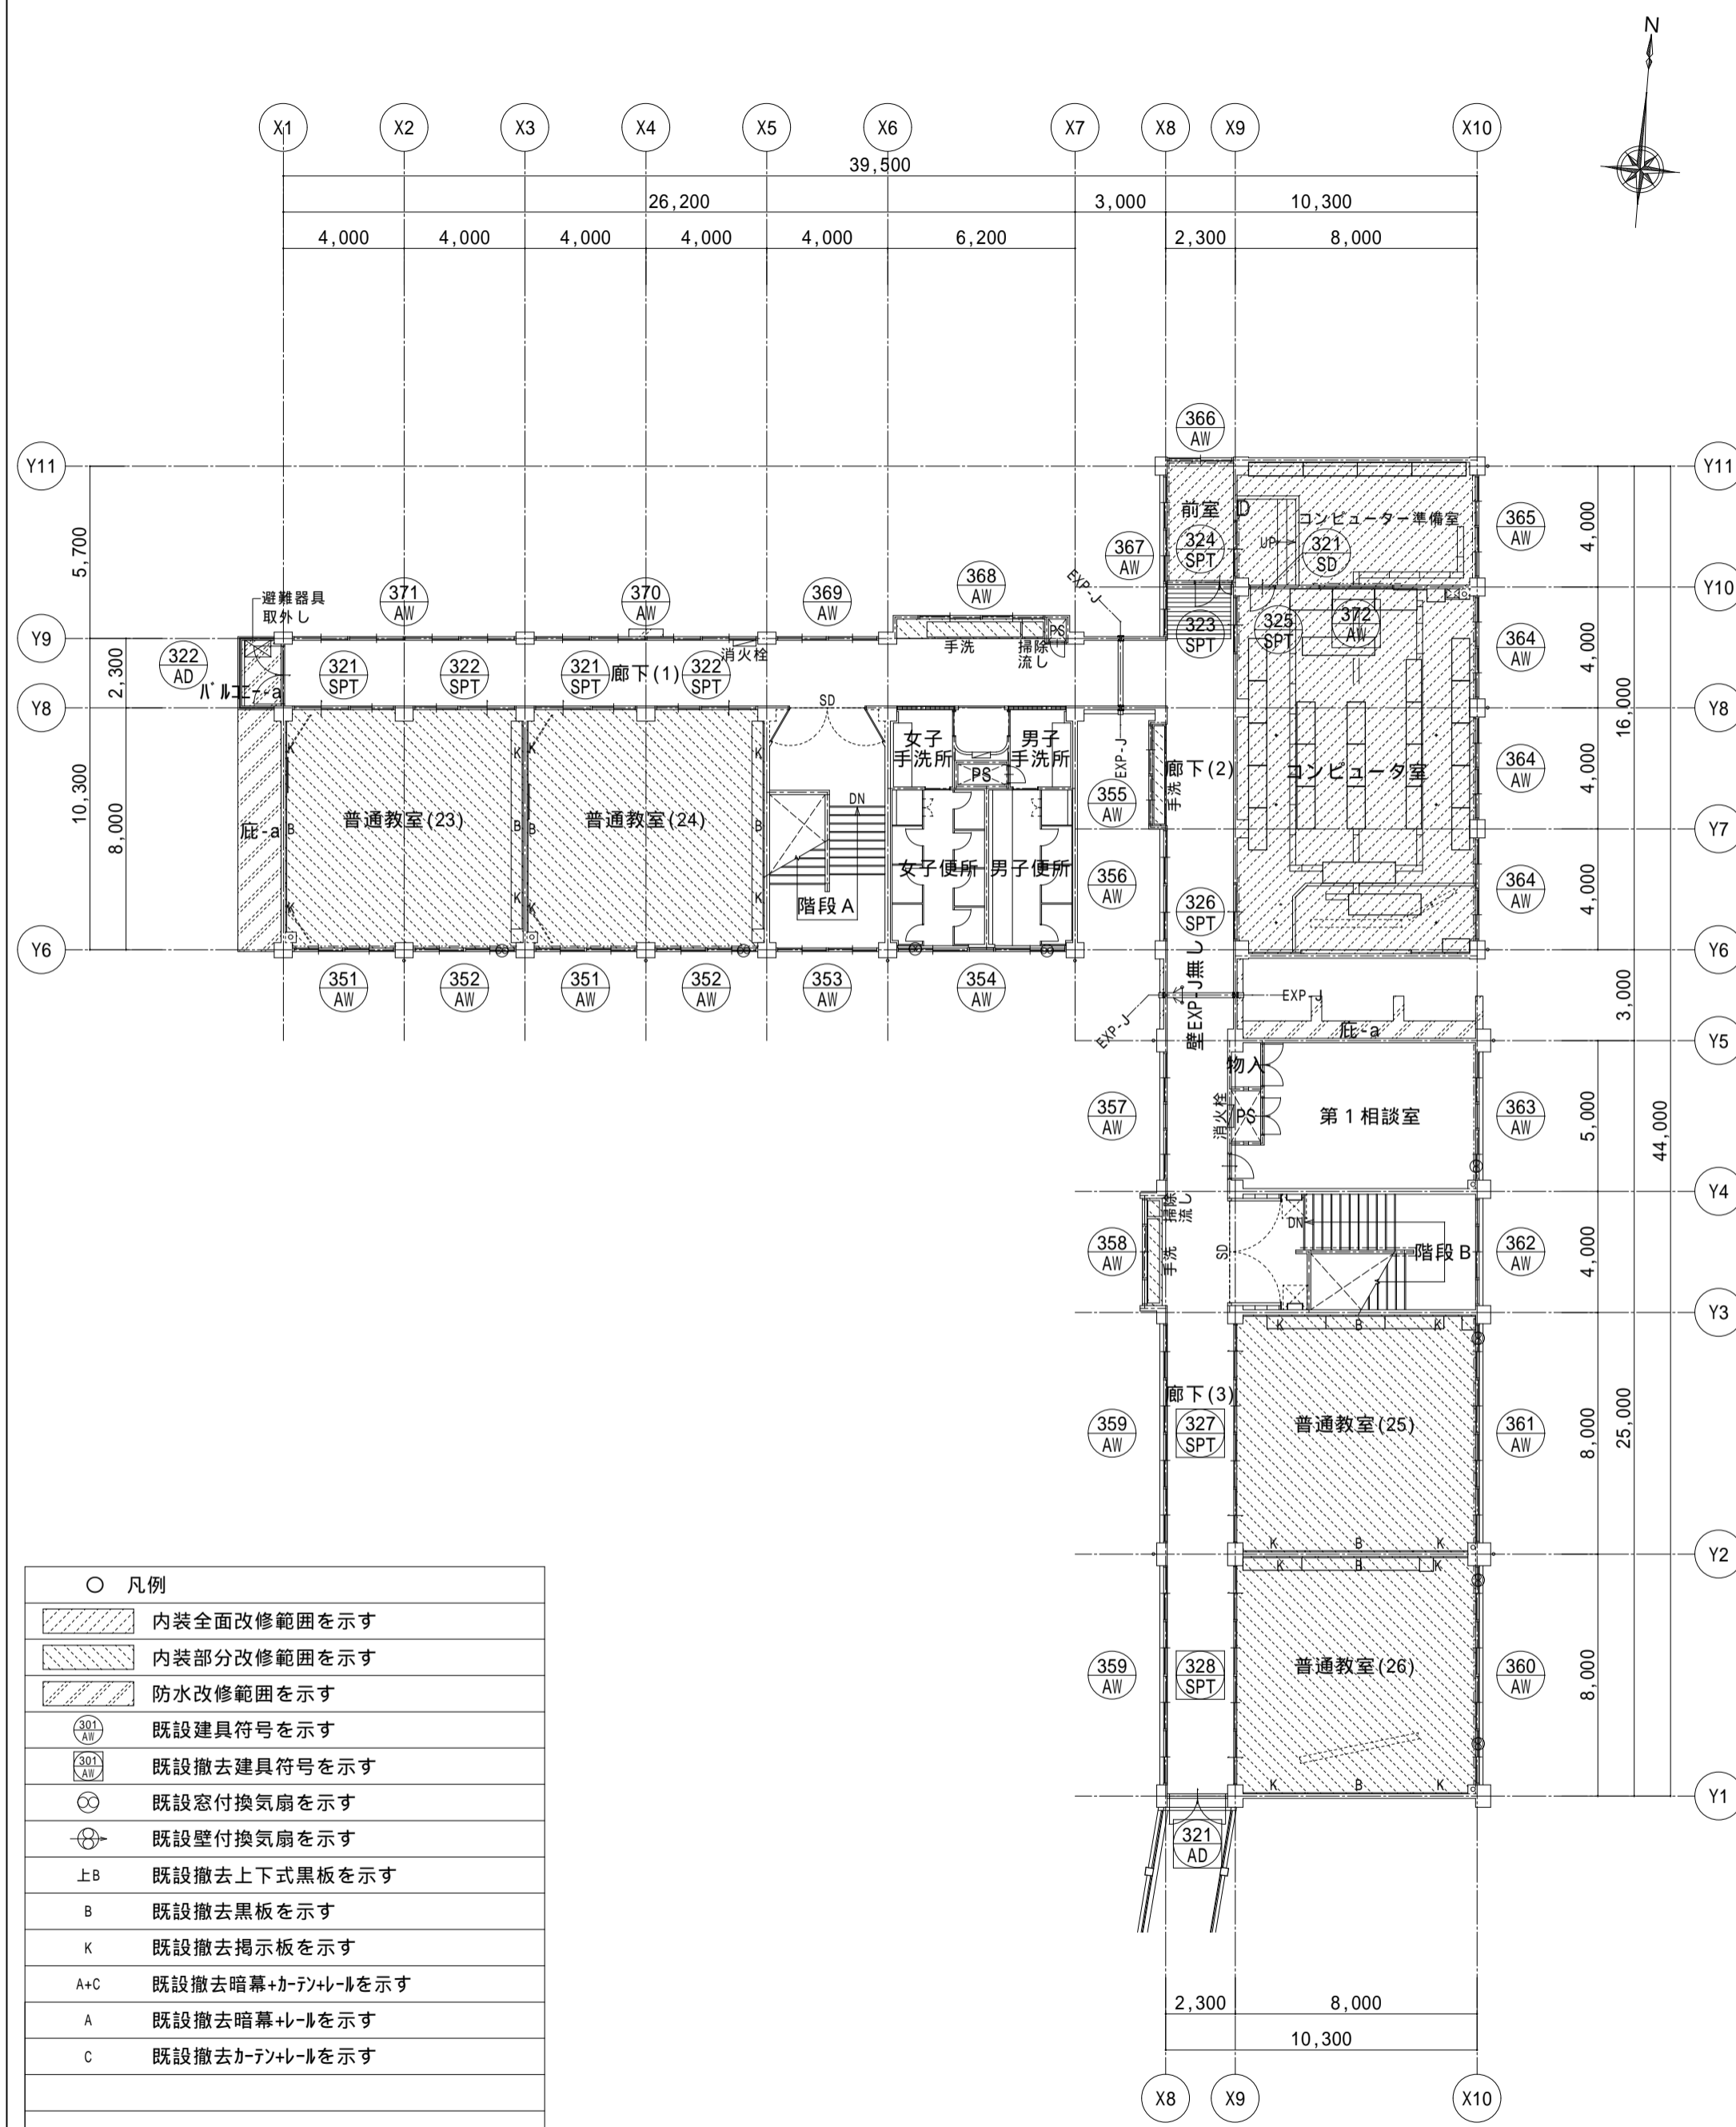 N
X1 X2 X3 X4 X5 X6 X7 X8 X9 X10
39,500
26,200 3,000 10,300
4,000 4,000 4,000 4,000 4,000 6,200 2,300 8,000
366
AW
Y11 Y11
前室 D
コンピューター準備室
365
AW
4,000
5,700
367
AW
324
SPT
UP
321
SD
EXP-J
368
AW
Y10
避難器具
取外し
371
AW
370
AW
369
AW
323
SPT
325
SPT
372
AW
364
AW
4,000
Y9
PS
手洗
掃除
流し
消火栓
322
AD
バルコニー-a
321
SPT
322
SPT
321
SPT
廊下(1)
322
SPT
2,300
16,000
Y8 Y8
SD
女子
手洗所
男子
手洗所
PS
EXP-J
廊下(2)
手洗
コンピュータ室
364
AW
4,000
K K K K
355
AW
DN
10,300
8,000
庇-a
B
普通教室(23)
B B
普通教室(24)
B
Y7
女子便所
男子便所
356
AW
364
AW
4,000
K K K K
階段A
326
SPT
Y6 Y6
351
AW
352
AW
351
AW
352
AW
353
AW
354
AW
壁EXP-J無し
EXP-J
EXP-J
3,000
庇-a
Y5
物入
357
AW
消火栓
PS
第1相談室
363
AW
5,000
44,000
Y4
掃除
流し
DN
358
AW
手洗
SD
階段B
362
AW
4,000
Y3
K B K
廊下(3)
359
AW
327
SPT
普通教室(25)
361
AW
8,000
25,000
K B K
Y2
K B K
359
AW
328
SPT
普通教室(26)
360
AW
8,000
K B K
Y1
321
AD
2,300 8,000
10,300
X8 X9 X10
○ 凡例
内装全面改修範囲を示す
内装部分改修範囲を示す
防水改修範囲を示す
301
AW
既設建具符号を示す
301
AW
既設撤去建具符号を示す
既設窓付換気扇を示す
既設壁付換気扇を示す
上B 既設撤去上下式黒板を示す
B 既設撤去黒板を示す
K 既設撤去掲示板を示す
A+C 既設撤去暗幕+カーテン+レールを示す
A 既設撤去暗幕+レールを示す
C 既設撤去カーテン+レールを示す